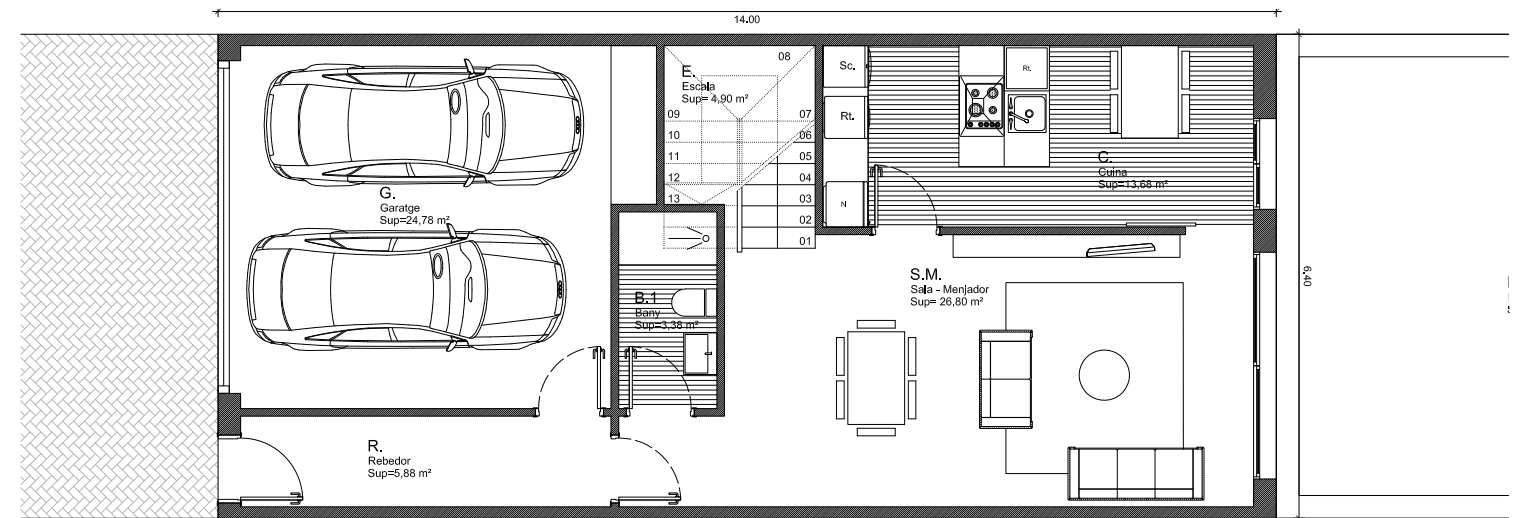 14.00
08
E.
Escala
Sup= 4,90 m²
09
07
10
06
11
05
12
04
13
03
02
01
Sc.
Rt.
N
Rt.
C.
Cuina
Sup=13,68 m²
G.
Garatge
Sup=24,78 m²
S.M.
Sala - Menjador
Sup= 26,80 m²
6.40
B.1
Bany
Sup=3,38 m²
R.
Rebedor
Sup=5,88 m²